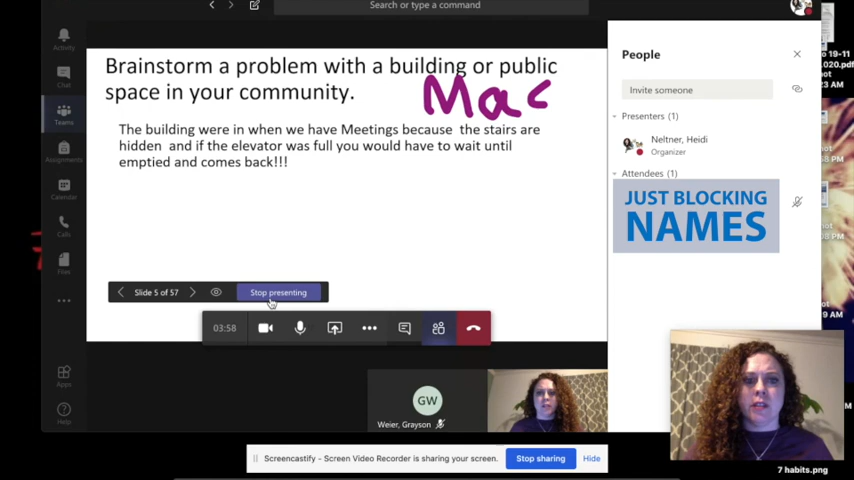 Search or type a command
Activity
Chat
Teams
Assignments
Calendar
Calls
Files
Apps
Help
Brainstorm a problem with a building or public
space in your community.
Mac
The building were in when we have Meetings because the stairs are
hidden and if the elevator was full you would have to wait until
emptied and comes back!!!
Slide 5 of 57
Stop presenting
03:58
GW
Weier, Grayson
People
Invite someone
Presenters (1)
Neltner, Heidi
Organizer
Attendees (1)
JUST BLOCKING
NAMES
Screencastify - Screen Video Recorder is sharing your screen.
Stop sharing
Hide
7 habits.png